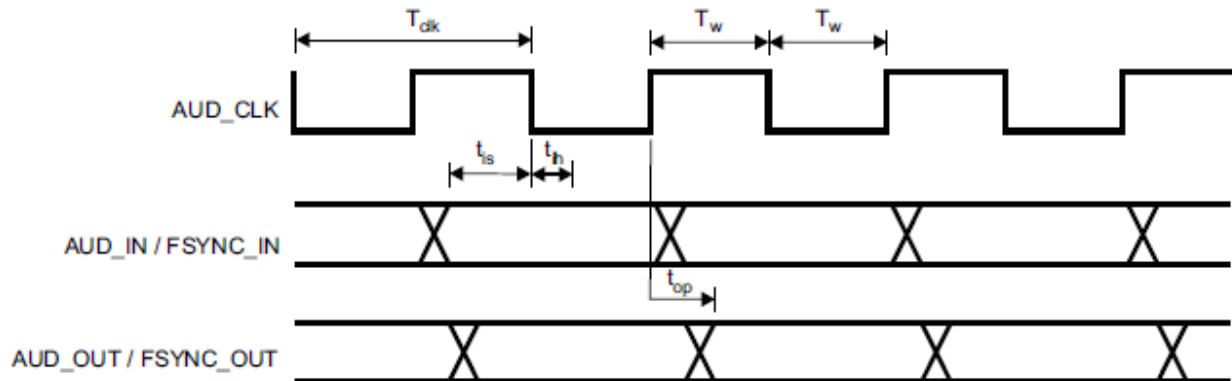 T_clk T_w T_w
AUD_CLK
t_is t_ih
AUD_IN / FSYNC_IN
t_op
AUD_OUT / FSYNC_OUT